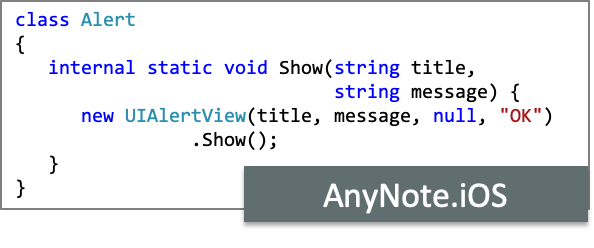 class Alert
{
internal static void Show(string title,
string message) {
new UIAlertView(title, message, null, "OK")
.Show();
}
}
AnyNote.iOS